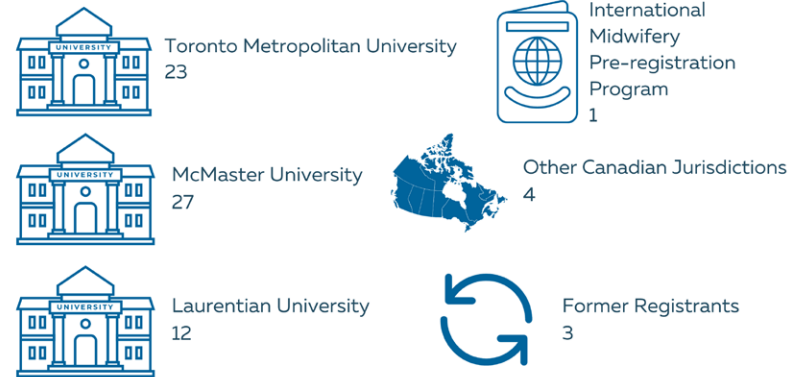 UNIVERSITY
Toronto Metropolitan University
23
International
Midwifery
Pre-registration
Program
1
UNIVERSITY
McMaster University
27
Other Canadian Jurisdictions
4
UNIVERSITY
Laurentian University
12
Former Registrants
3